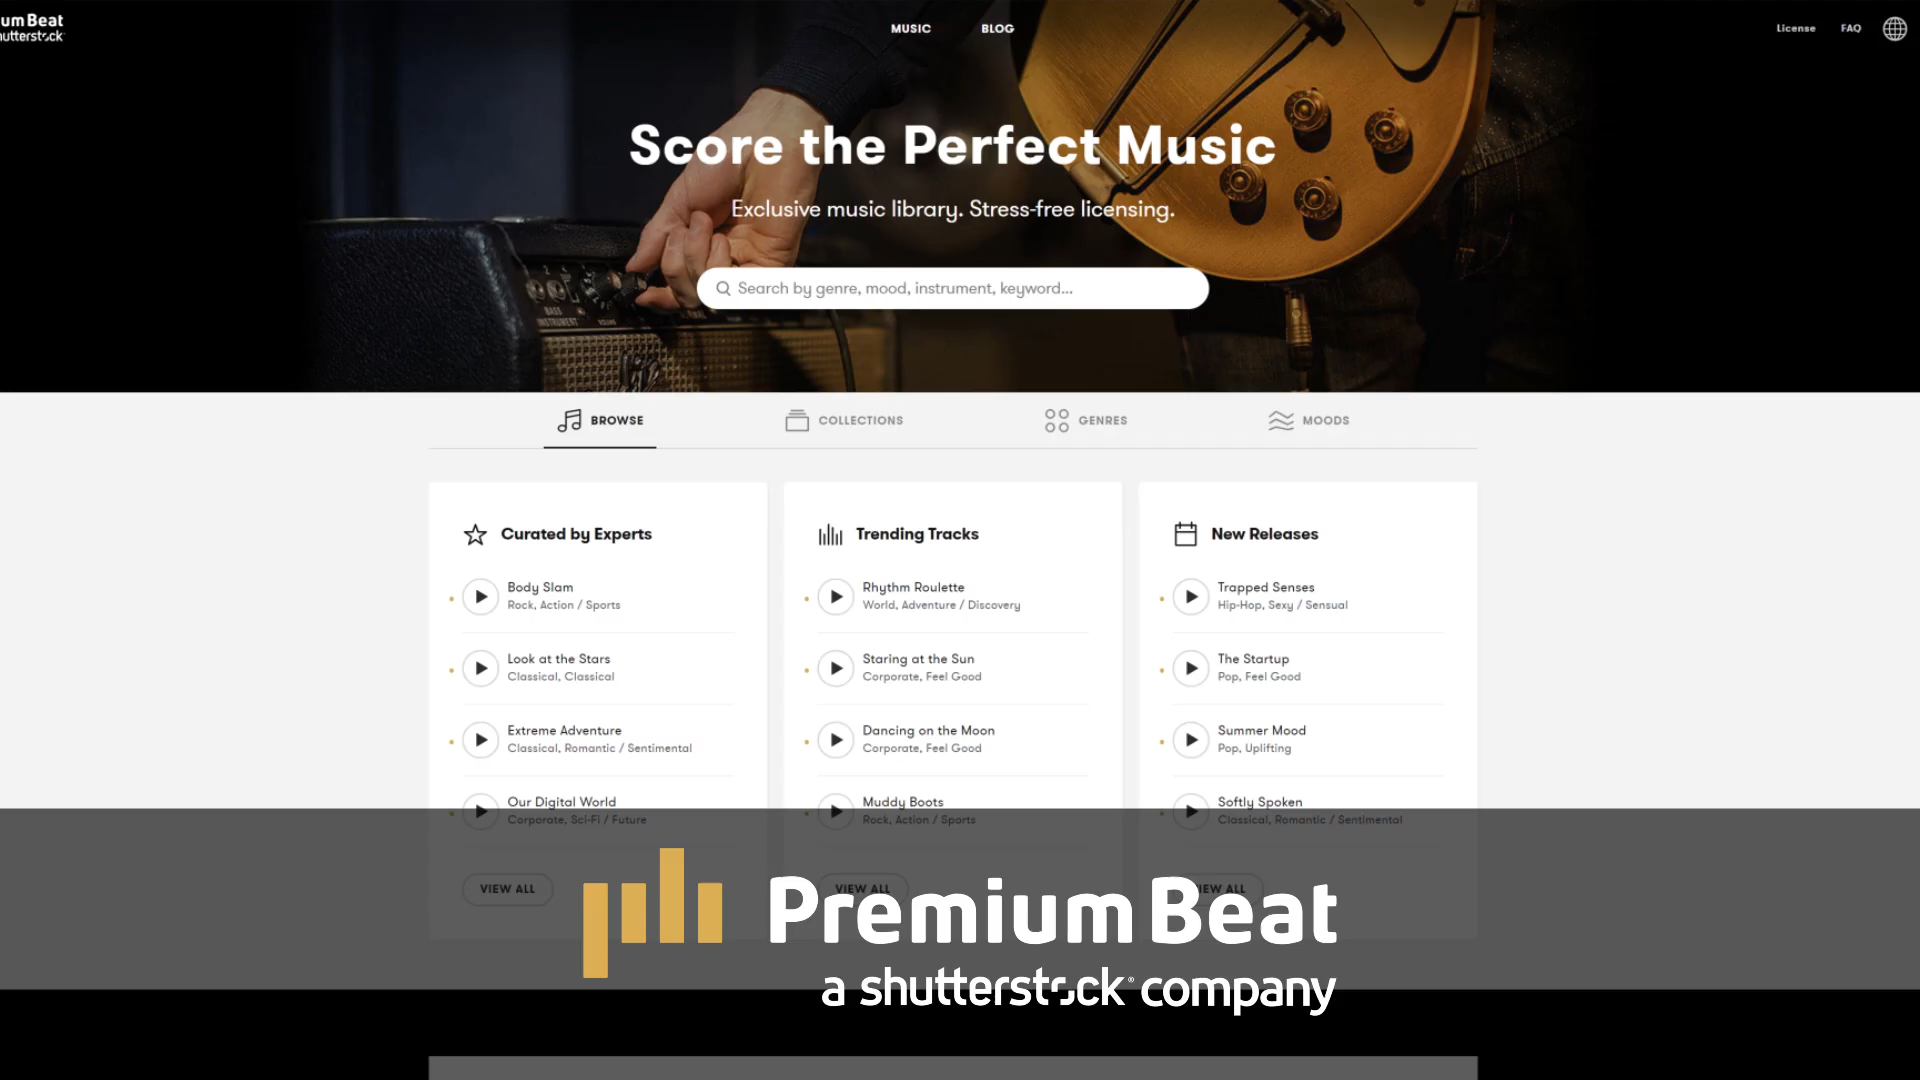 um Beat
utterstock
MUSIC
BLOG
License
FAQ
Score the Perfect Music
Exclusive music library. Stress-free licensing.
Search by genre, mood, instrument, keyword...
BROWSE
COLLECTIONS
GENRES
MOODS
Curated by Experts
Body Slam
Rock, Action / Sports
Look at the Stars
Classical, Classical
Extreme Adventure
Classical, Romantic / Sentimental
Our Digital World
Corporate, Sci-Fi / Future
VIEW ALL
Trending Tracks
Rhythm Roulette
World, Adventure / Discovery
Staring at the Sun
Corporate, Feel Good
Dancing on the Moon
Corporate, Feel Good
Muddy Boots
Rock, Action / Sports
VIEW ALL
New Releases
Trapped Senses
Hip-Hop, Sexy / Sensual
The Startup
Pop, Feel Good
Summer Mood
Pop, Uplifting
Softly Spoken
Classical, Romantic / Sentimental
VIEW ALL
Premium Beat
a shutterstock® company
BASS
INSTRUMENT
VOLUME